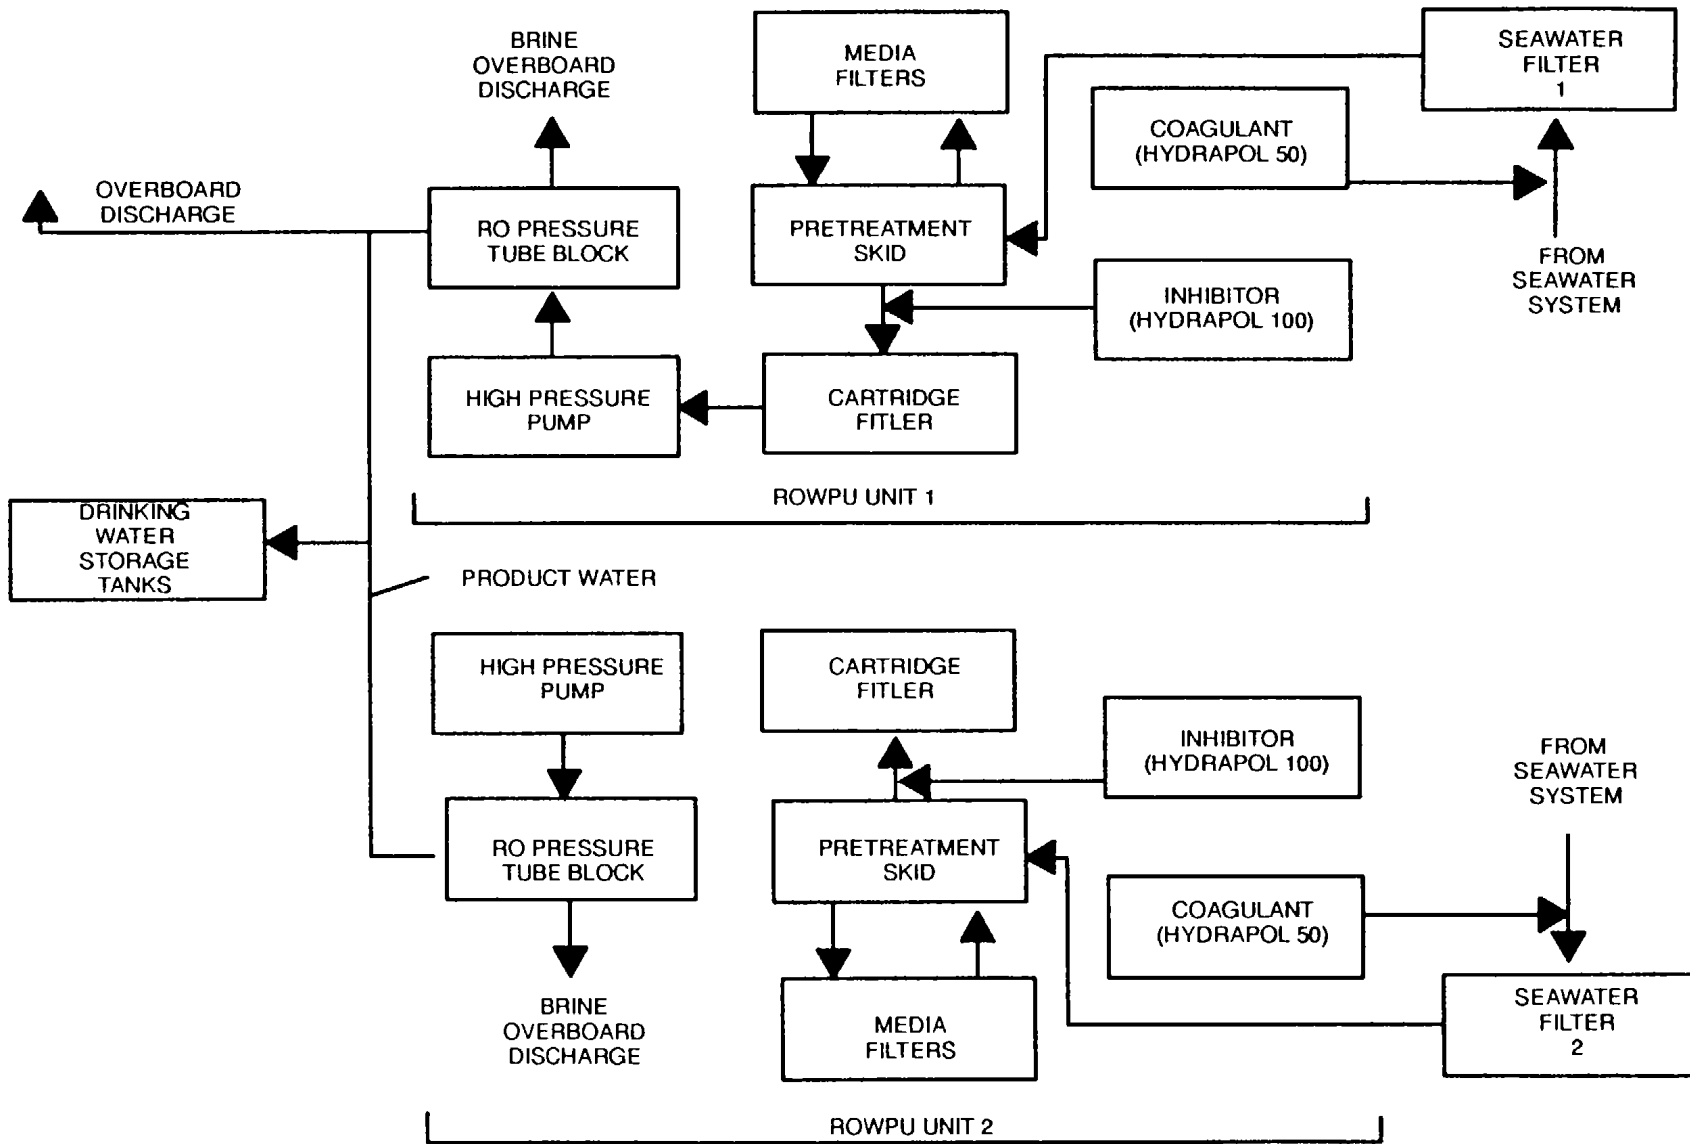 BRINE
OVERBOARD
DISCHARGE
MEDIA
FILTERS
SEAWATER
FILTER
1
COAGULANT
(HYDRAPOL 50)
OVERBOARD
DISCHARGE
RO PRESSURE
TUBE BLOCK
PRETREATMENT
SKID
FROM
SEAWATER
SYSTEM
INHIBITOR
(HYDRAPOL 100)
HIGH PRESSURE
PUMP
CARTRIDGE
FITLER
ROWPU UNIT 1
DRINKING
WATER
STORAGE
TANKS
PRODUCT WATER
HIGH PRESSURE
PUMP
CARTRIDGE
FITLER
INHIBITOR
(HYDRAPOL 100)
FROM
SEAWATER
SYSTEM
RO PRESSURE
TUBE BLOCK
PRETREATMENT
SKID
COAGULANT
(HYDRAPOL 50)
BRINE
OVERBOARD
DISCHARGE
MEDIA
FILTERS
SEAWATER
FILTER
2
ROWPU UNIT 2